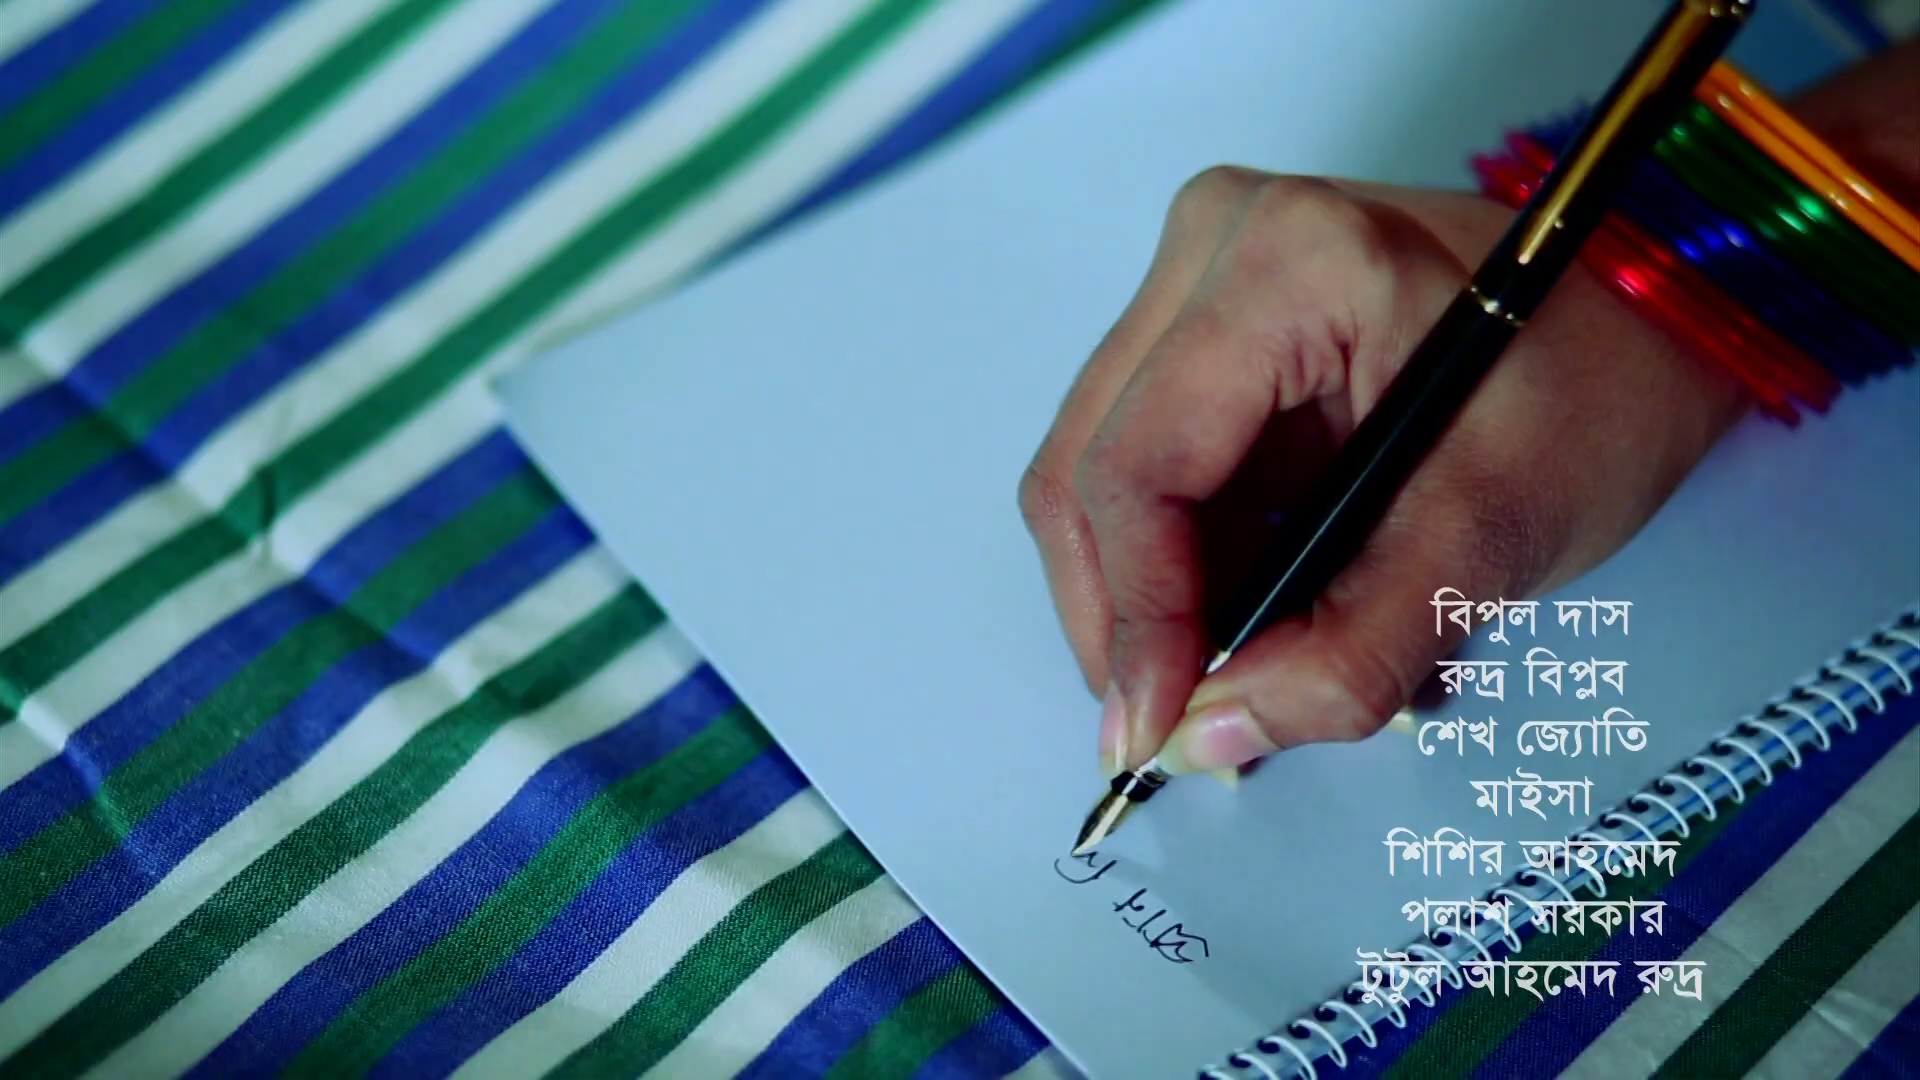 বিপুল দাস
রুদ্র বিপ্লব
শেখ জ্যোতি
মাইসা
শিশির আহমেদ
পলাশ সরকার
টুটুল আহমেদ রুদ্র